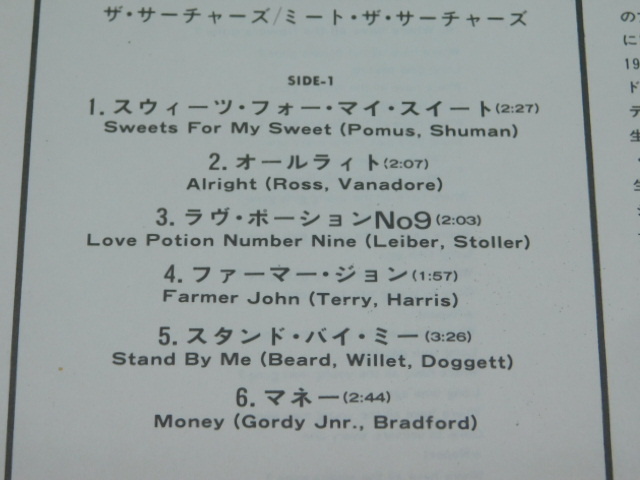 ザ・サーチャーズ/ミート・ザ・サーチャーズ
SIDE-1
1. スウィーツ・フォー・マイ・スイート(2:27)
Sweets For My Sweet (Pomus, Shuman)
2. オールライト(2:07)
Alright (Ross, Vanadore)
3. ラヴ・ポーションNo9(2:03)
Love Potion Number Nine (Leiber, Stoller)
4. ファーマー・ジョン(1:57)
Farmer John (Terry, Harris)
5. スタンド・バイ・ミー(3:26)
Stand By Me (Beard, Willet, Doggett)
6. マネー(2:44)
Money (Gordy Jnr., Bradford)